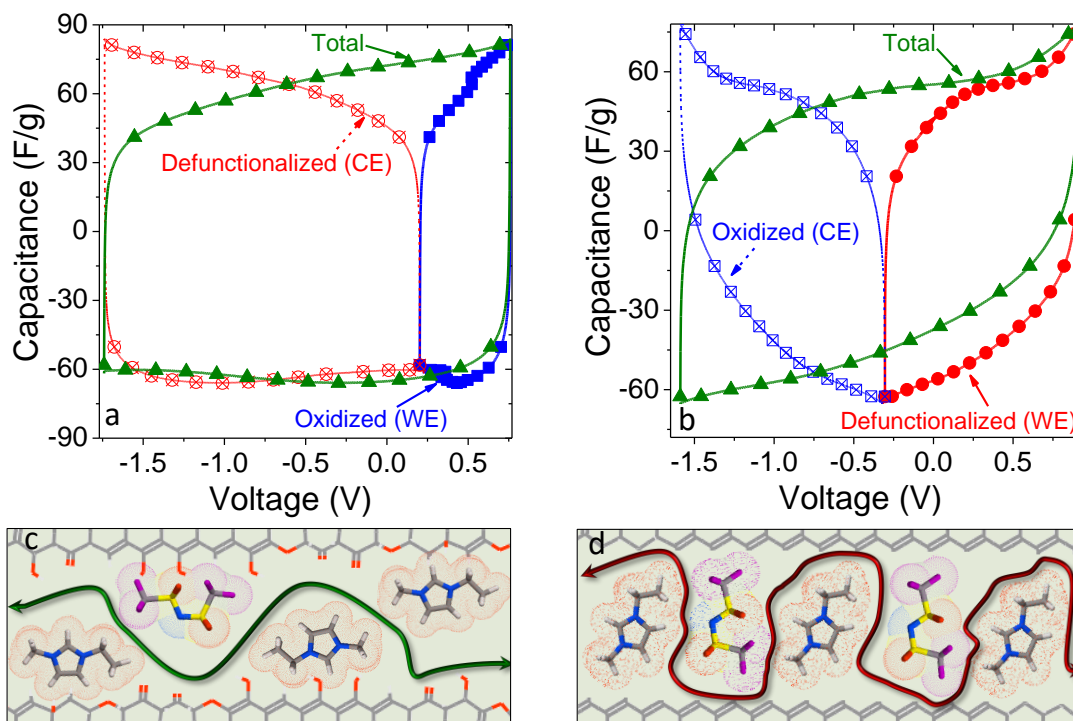 90
60
30
0
-30
-60
-90
Capacitance (F/g)
Total
Defunctionalized (CE)
Oxidized (WE)
a
-1.5
-1.0
-0.5
0.0
0.5
Voltage (V)
60
30
0
-30
-60
Capacitance (F/g)
Total
Oxidized (CE)
Defunctionalized (WE)
b
-1.5
-1.0
-0.5
0.0
0.5
Voltage (V)
c
d